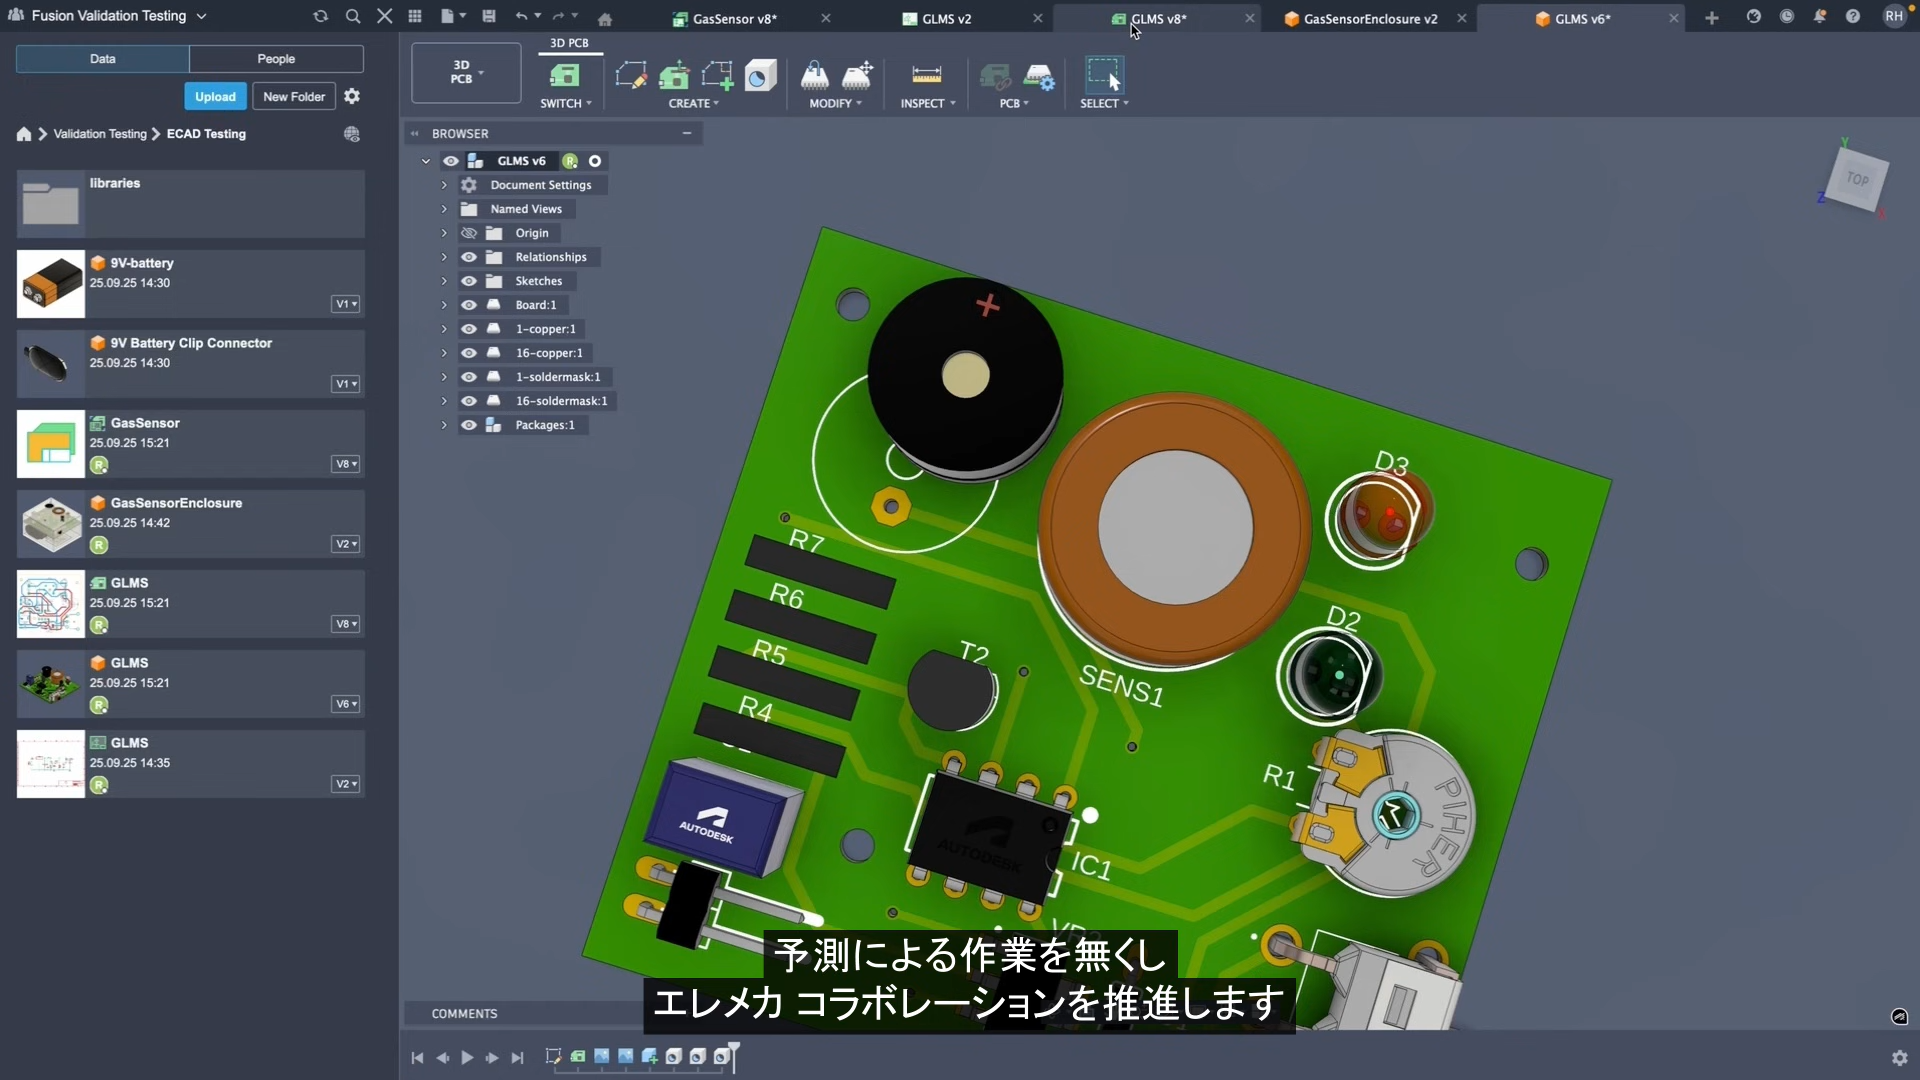 Fusion Validation Testing
GasSensor v8*
GLMS v2
GLMS v8*
GasSensorEnclosure v2
GLMS v6*
RH
Data
People
Upload
New Folder
Validation Testing
ECAD Testing
libraries
9V-battery
25.09.25 14:30
V1
9V Battery Clip Connector
25.09.25 14:30
V1
GasSensor
25.09.25 15:21
R
V8
GasSensorEnclosure
25.09.25 14:42
R
V2
GLMS
25.09.25 15:21
R
V8
GLMS
25.09.25 15:21
R
V6
GLMS
25.09.25 14:35
R
V2
3D PCB
3D
PCB
SWITCH
CREATE
MODIFY
INSPECT
PCB
SELECT
BROWSER
GLMS v6
R
Document Settings
Named Views
Origin
Relationships
Sketches
Board:1
1-copper:1
16-copper:1
1-soldermask:1
16-soldermask:1
Packages:1
Y
TOP
Z
X
+
D3
R7
R6
D2
R5
T2
SENS1
R4
R1
PIHER
AUTODESK
AUTODESK
IC1
予測による作業を無くし
エレメカ コラボレーションを推進します
COMMENTS